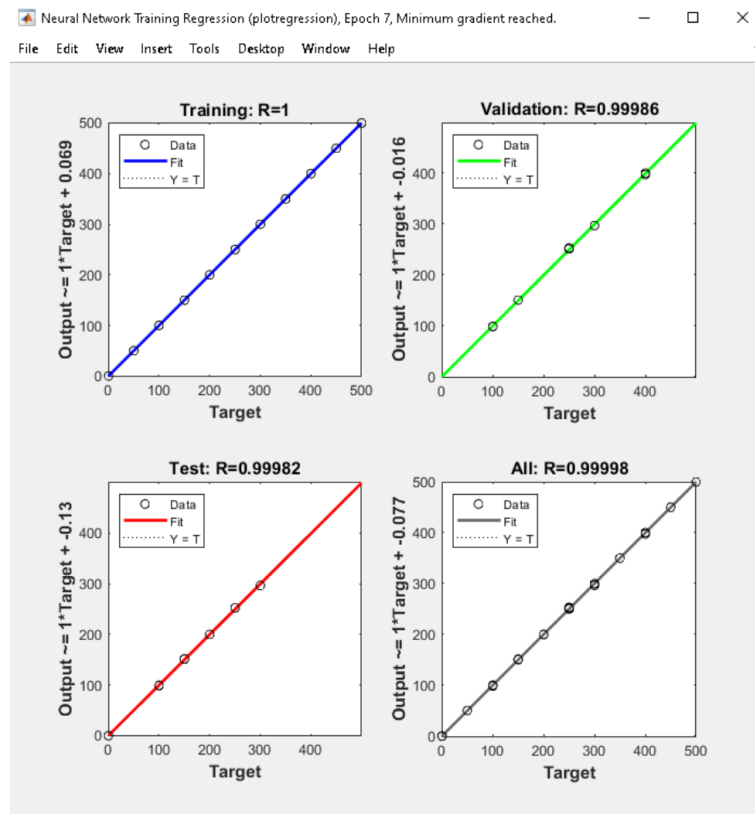 Neural Network Training Regression (plotregression), Epoch 7, Minimum gradient reached.
File Edit View Insert Tools Desktop Window Help
Training: R=1
Output ~= 1*Target + 0.069
500
400
300
200
100
0
Data
Fit
Y = T
0 100 200 300 400 500
Target
Validation: R=0.99986
Output ~= 1*Target + -0.016
400
300
200
100
0
Data
Fit
Y = T
0 100 200 300 400
Target
Test: R=0.99982
Output ~= 1*Target + -0.13
400
300
200
100
0
Data
Fit
Y = T
0 100 200 300 400
Target
All: R=0.99998
Output ~= 1*Target + -0.077
500
400
300
200
100
0
Data
Fit
Y = T
0 100 200 300 400 500
Target